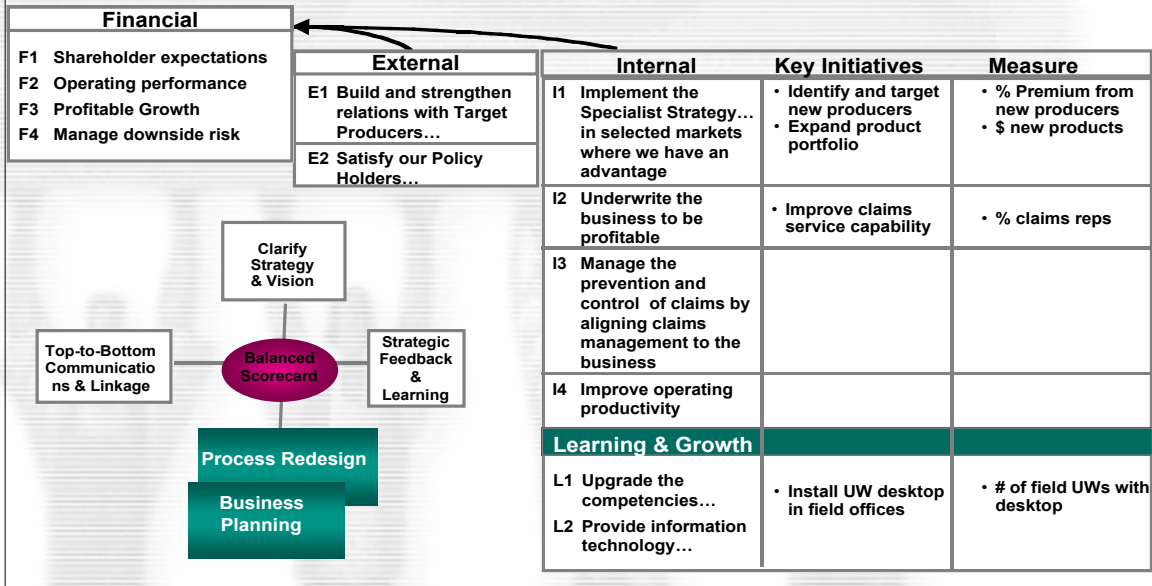 Financial
F1 Shareholder expectations
F2 Operating performance
F3 Profitable Growth
F4 Manage downside risk
External
E1 Build and strengthen
relations with Target
Producers…
E2 Satisfy our Policy
Holders…
Internal
Key Initiatives
Measure
I1 Implement the
Specialist Strategy…
in selected markets
where we have an
advantage
• Identify and target
new producers
• Expand product
portfolio
• % Premium from
new producers
• $ new products
I2 Underwrite the
business to be
profitable
• Improve claims
service capability
• % claims reps
I3 Manage the
prevention and
control of claims by
aligning claims
management to the
business
I4 Improve operating
productivity
Learning & Growth
L1 Upgrade the
competencies…
L2 Provide information
technology…
• Install UW desktop
in field offices
• # of field UWs with
desktop
Clarify
Strategy
& Vision
Top-to-Bottom
Communicatio
ns & Linkage
Balanced
Scorecard
Strategic
Feedback
&
Learning
Process Redesign
Business
Planning